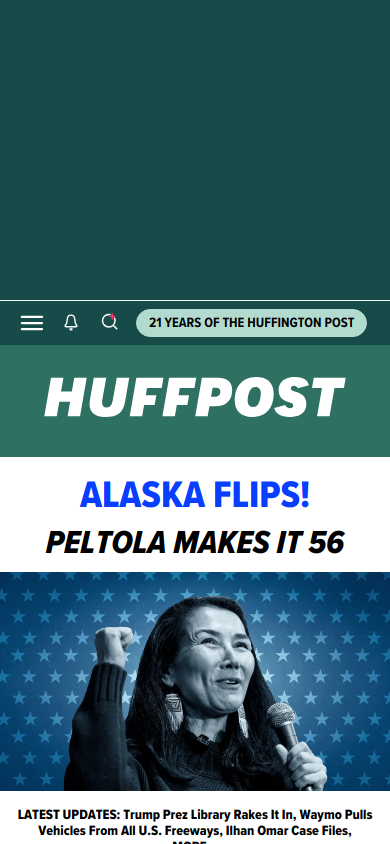 21 YEARS OF THE HUFFINGTON POST
HUFFPOST
ALASKA FLIPS!
PELTOLA MAKES IT 56
LATEST UPDATES: Trump Prez Library Rakes It In, Waymo Pulls
Vehicles From All U.S. Freeways, Ilhan Omar Case Files,
MORE